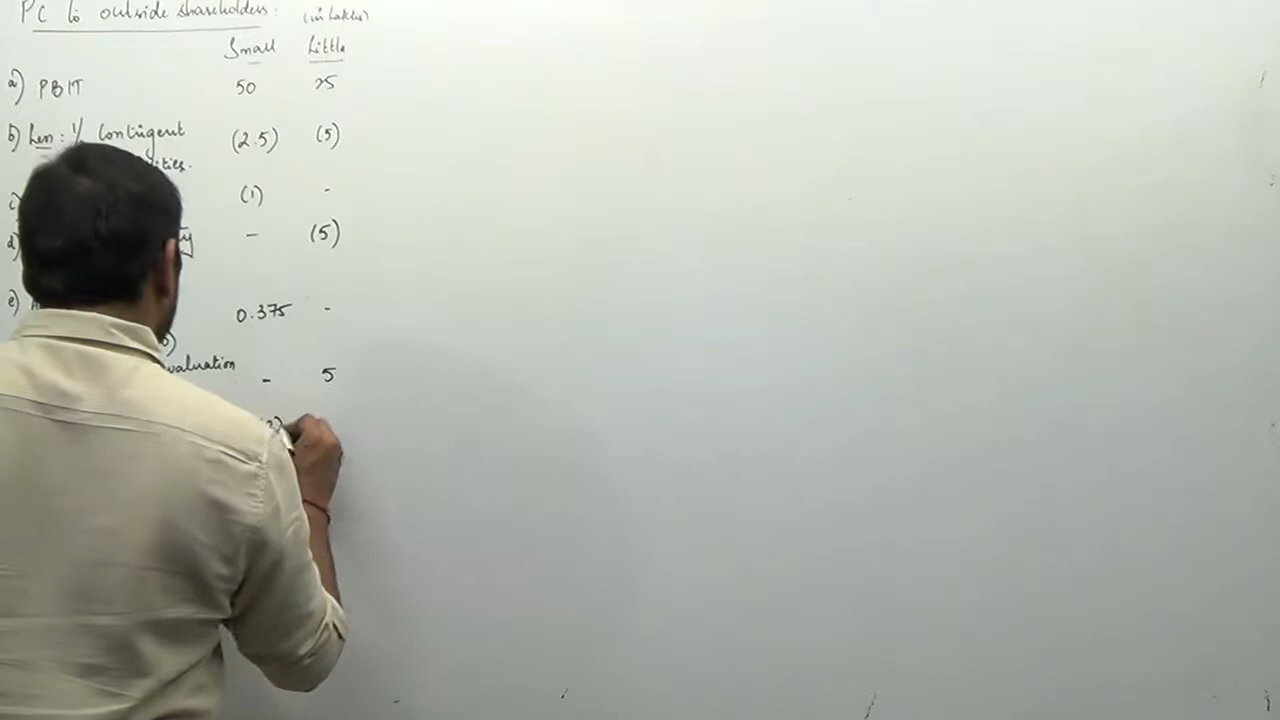 PC to outside shareholders: (in Lakhs)
Small Little
a) PBIT 50 25
b) Less: 1/ Contingent (2.5) (5)
ities.
c) (1) -
d) y - (5)
e) 0.375 -
valuation - 5